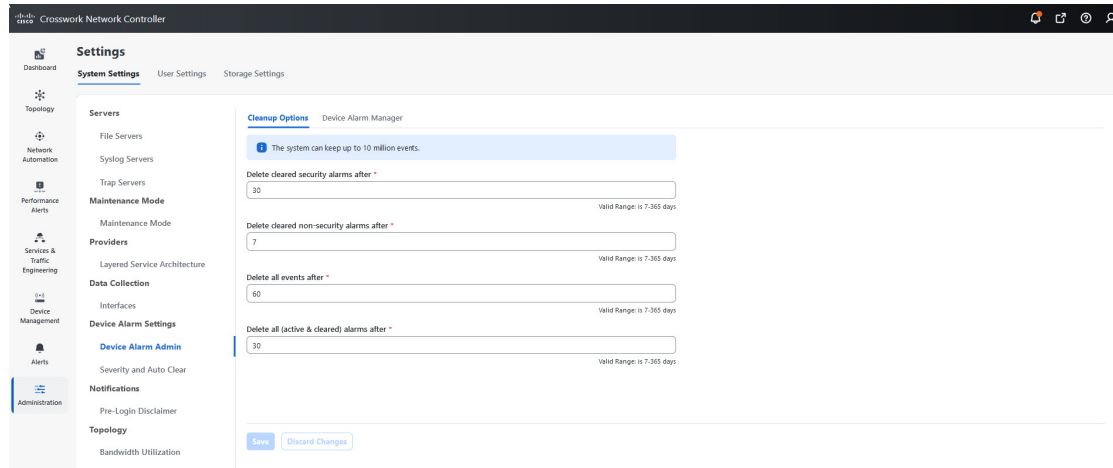 cisco Crosswork Network Controller
Settings
System Settings User Settings Storage Settings
Dashboard
Topology
Network
Automation
Performance
Alerts
Services &
Traffic
Engineering
Device
Management
Alerts
Administration
Servers
File Servers
Syslog Servers
Trap Servers
Maintenance Mode
Maintenance Mode
Providers
Layered Service Architecture
Data Collection
Interfaces
Device Alarm Settings
Device Alarm Admin
Severity and Auto Clear
Notifications
Pre-Login Disclaimer
Topology
Bandwidth Utilization
Cleanup Options Device Alarm Manager
The system can keep up to 10 million events.
Delete cleared security alarms after *
30
Valid Range: is 7-365 days
Delete cleared non-security alarms after *
7
Valid Range: is 7-365 days
Delete all events after *
60
Valid Range: is 7-365 days
Delete all (active & cleared) alarms after *
30
Valid Range: is 7-365 days
Save Discard Changes